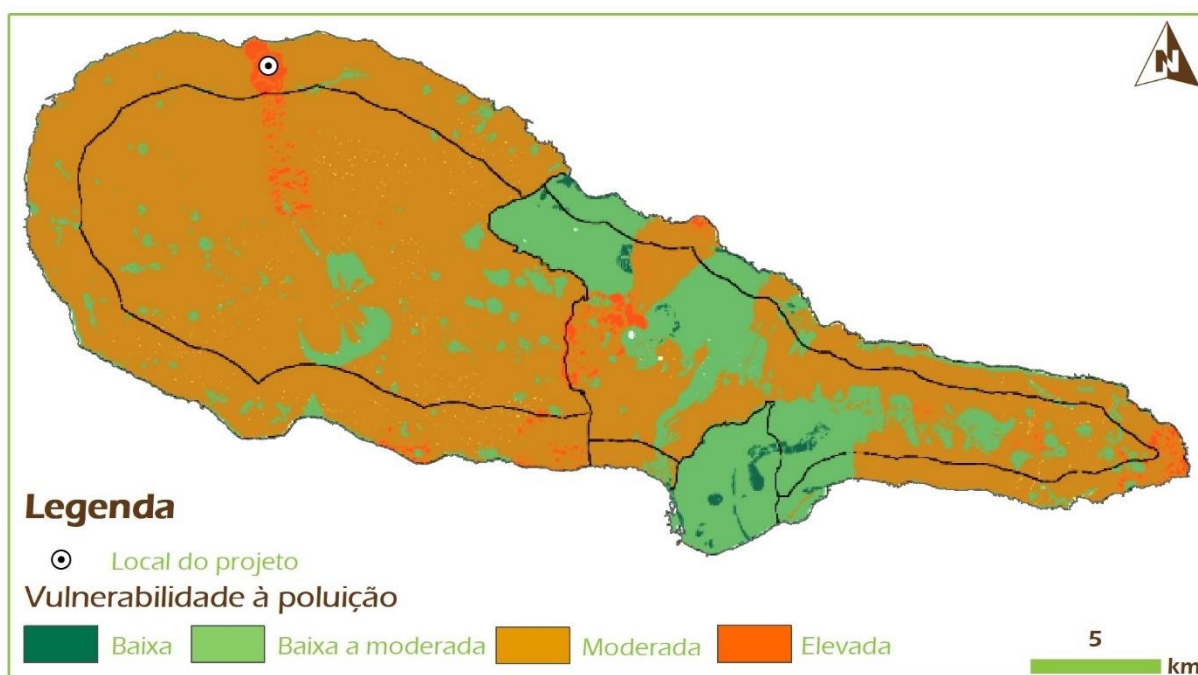 N
Legenda
Local do projeto
Vulnerabilidade à poluição
Baixa
Baixa a moderada
Moderada
Elevada
5
km